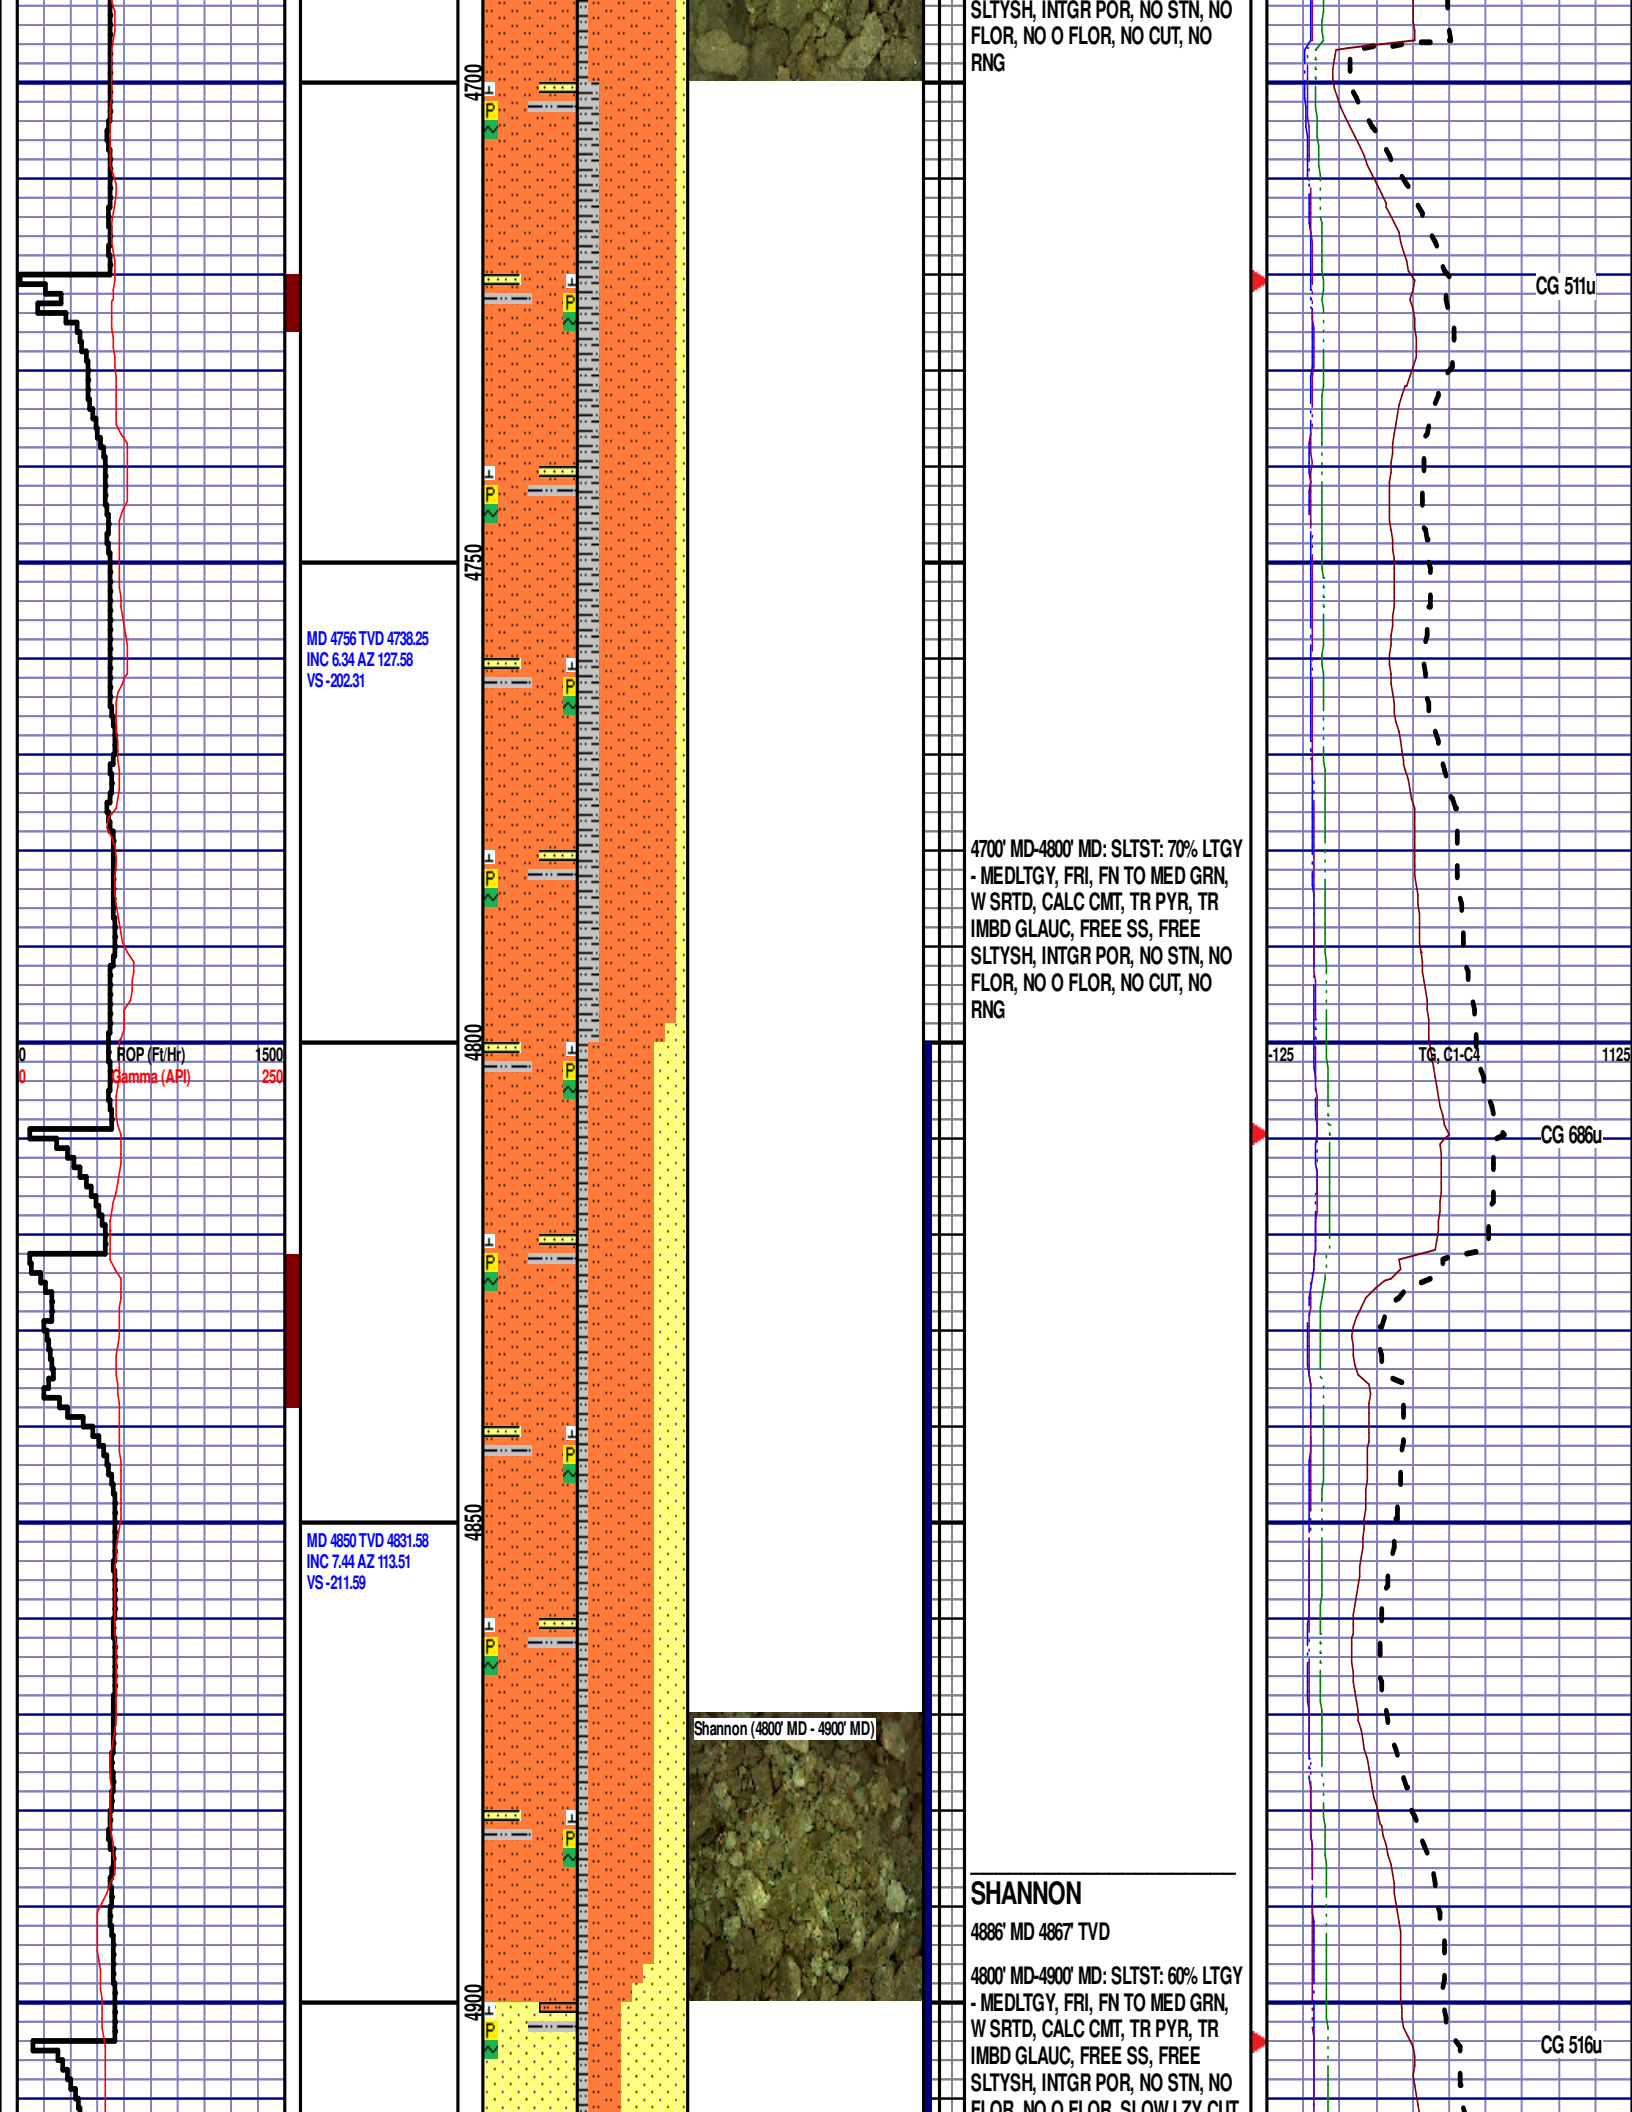 SLTYSH, INTGR POR, NO STN, NO
FLOR, NO O FLOR, NO CUT, NO
RNG
4700
CG 511u
4750
MD 4756 TVD 4738.25
INC 6.34 AZ 127.58
VS -202.31
4700' MD-4800' MD: SLTST: 70% LTGY
- MEDLTGY, FRI, FN TO MED GRN,
W SRTD, CALC CMT, TR PYR, TR
IMBD GLAUC, FREE SS, FREE
SLTYSH, INTGR POR, NO STN, NO
FLOR, NO O FLOR, NO CUT, NO
RNG
4800
0 ROP (Ft/Hr) 1500
0 Gamma (API) 250
-125 TG, C1-C4 1125
CG 686u
4850
MD 4850 TVD 4831.58
INC 7.44 AZ 113.51
VS -211.59
Shannon (4800' MD - 4900' MD)
SHANNON
4886' MD 4867' TVD
4800' MD-4900' MD: SLTST: 60% LTGY
- MEDLTGY, FRI, FN TO MED GRN,
W SRTD, CALC CMT, TR PYR, TR
IMBD GLAUC, FREE SS, FREE
SLTYSH, INTGR POR, NO STN, NO
FLOR, NO O FLOR, SLOW LZY CUT
4900
CG 516u
P
P
P
P
P
P
P
P
P
P
P